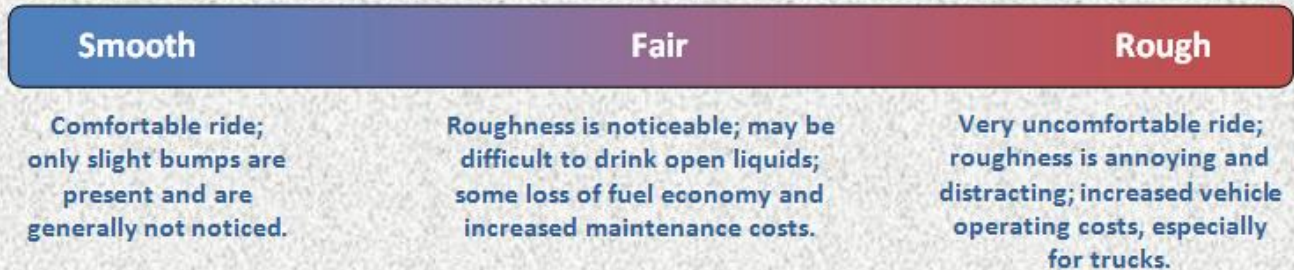 Smooth Fair Rough
Comfortable ride;
only slight bumps are
present and are
generally not noticed.
Roughness is noticeable; may be
difficult to drink open liquids;
some loss of fuel economy and
increased maintenance costs.
Very uncomfortable ride;
roughness is annoying and
distracting; increased vehicle
operating costs, especially
for trucks.